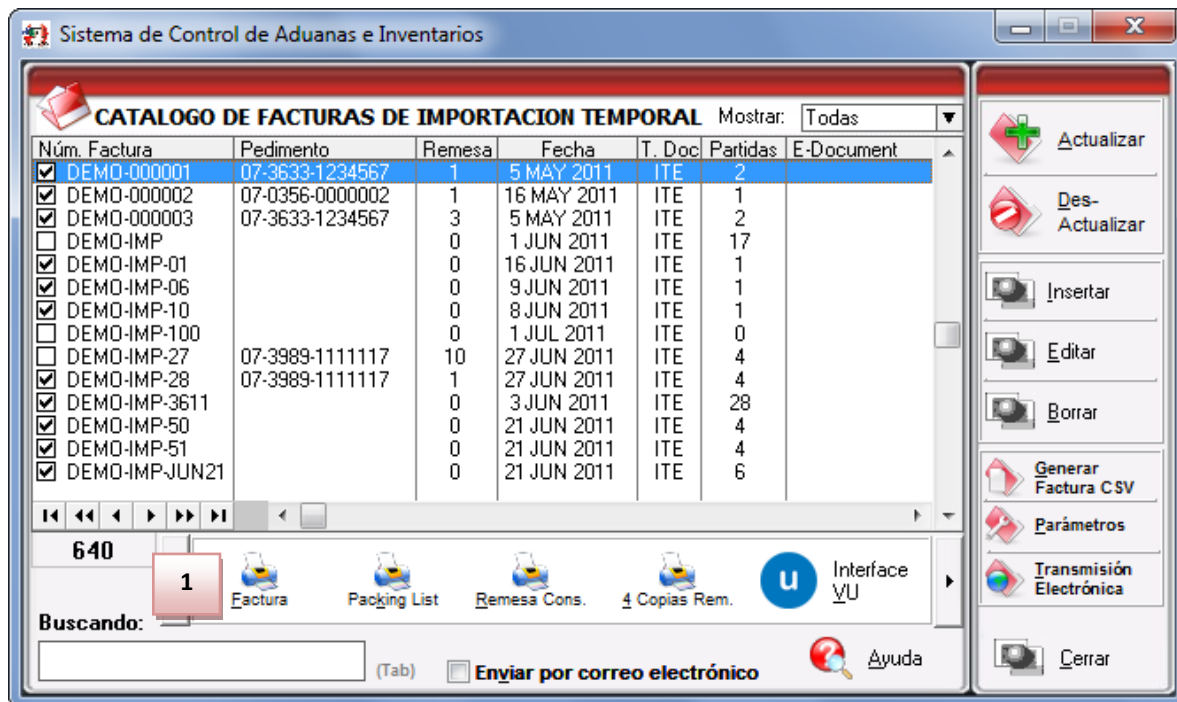 Sistema de Control de Aduanas e Inventarios
X
CATALOGO DE FACTURAS DE IMPORTACION TEMPORAL Mostrar: Todas
Núm. Factura Pedimento Remesa Fecha T. Doc Partidas E-Document
DEMO-000001 07-3633-1234567 1 5 MAY 2011 ITE 2
DEMO-000002 07-0356-0000002 1 16 MAY 2011 ITE 1
DEMO-000003 07-3633-1234567 3 5 MAY 2011 ITE 2
DEMO-IMP 0 1 JUN 2011 ITE 17
DEMO-IMP-01 0 16 JUN 2011 ITE 1
DEMO-IMP-06 0 9 JUN 2011 ITE 1
DEMO-IMP-10 0 8 JUN 2011 ITE 1
DEMO-IMP-100 0 1 JUL 2011 ITE 0
DEMO-IMP-27 07-3989-1111117 10 27 JUN 2011 ITE 4
DEMO-IMP-28 07-3989-1111117 1 27 JUN 2011 ITE 4
DEMO-IMP-3611 0 3 JUN 2011 ITE 28
DEMO-IMP-50 0 21 JUN 2011 ITE 4
DEMO-IMP-51 0 21 JUN 2011 ITE 4
DEMO-IMP-JUN21 0 21 JUN 2011 ITE 6
640
1
Factura Packing List Remesa Cons. 4 Copias Rem. u Interface
VU
Buscando:
(Tab) Enviar por correo electrónico Ayuda
Actualizar
Des-
Actualizar
Insertar
Editar
Borrar
Generar
Factura CSV
Parámetros
Transmisión
Electrónica
Cerrar